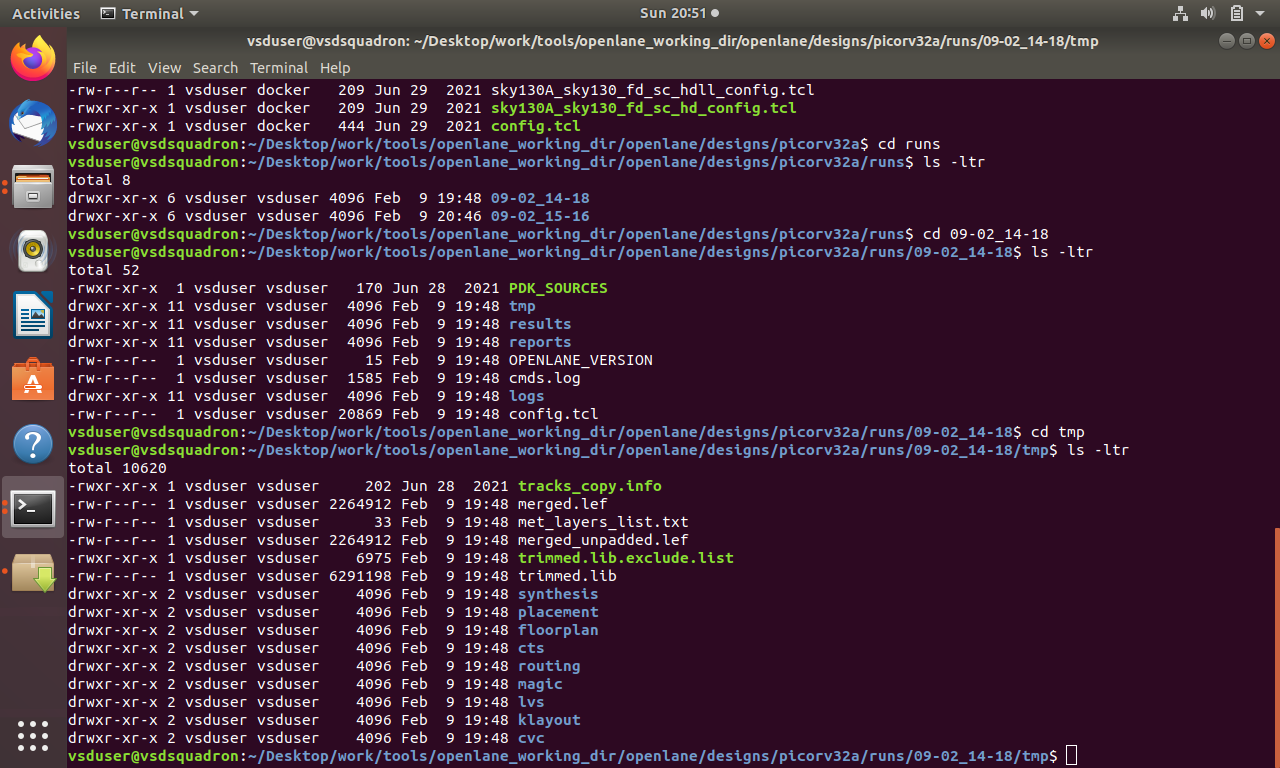 Activities Terminal Sun 20:51
vsduser@vsdsquadron: ~/Desktop/work/tools/openlane_working_dir/openlane/designs/picorv32a/runs/09-02_14-18/tmp
File Edit View Search Terminal Help
-rw-r--r-- 1 vsduser docker   209 Jun 29  2021 sky130A_sky130_fd_sc_hdll_config.tcl
-rwxr-xr-x 1 vsduser docker   209 Jun 29  2021 sky130A_sky130_fd_sc_hd_config.tcl
-rwxr-xr-x 1 vsduser docker   444 Jun 29  2021 config.tcl
vsduser@vsdsquadron:~/Desktop/work/tools/openlane_working_dir/openlane/designs/picorv32a$ cd runs
vsduser@vsdsquadron:~/Desktop/work/tools/openlane_working_dir/openlane/designs/picorv32a/runs$ ls -ltr
total 8
drwxr-xr-x 6 vsduser vsduser 4096 Feb  9 19:48 09-02_14-18
drwxr-xr-x 6 vsduser vsduser 4096 Feb  9 20:46 09-02_15-16
vsduser@vsdsquadron:~/Desktop/work/tools/openlane_working_dir/openlane/designs/picorv32a/runs$ cd 09-02_14-18
vsduser@vsdsquadron:~/Desktop/work/tools/openlane_working_dir/openlane/designs/picorv32a/runs/09-02_14-18$ ls -ltr
total 52
-rwxr-xr-x  1 vsduser vsduser   170 Jun 28  2021 PDK_SOURCES
drwxr-xr-x 11 vsduser vsduser  4096 Feb  9 19:48 tmp
drwxr-xr-x 11 vsduser vsduser  4096 Feb  9 19:48 results
drwxr-xr-x 11 vsduser vsduser  4096 Feb  9 19:48 reports
-rw-r--r--  1 vsduser vsduser    15 Feb  9 19:48 OPENLANE_VERSION
-rw-r--r--  1 vsduser vsduser  1585 Feb  9 19:48 cmds.log
drwxr-xr-x 11 vsduser vsduser  4096 Feb  9 19:48 logs
-rw-r--r--  1 vsduser vsduser 20869 Feb  9 19:48 config.tcl
vsduser@vsdsquadron:~/Desktop/work/tools/openlane_working_dir/openlane/designs/picorv32a/runs/09-02_14-18$ cd tmp
vsduser@vsdsquadron:~/Desktop/work/tools/openlane_working_dir/openlane/designs/picorv32a/runs/09-02_14-18/tmp$ ls -ltr
total 10620
-rwxr-xr-x 1 vsduser vsduser     202 Jun 28  2021 tracks_copy.info
-rw-r--r-- 1 vsduser vsduser 2264912 Feb  9 19:48 merged.lef
-rw-r--r-- 1 vsduser vsduser      33 Feb  9 19:48 met_layers_list.txt
-rw-r--r-- 1 vsduser vsduser 2264912 Feb  9 19:48 merged_unpadded.lef
-rwxr-xr-x 1 vsduser vsduser    6975 Feb  9 19:48 trimmed.lib.exclude.list
-rw-r--r-- 1 vsduser vsduser 6291198 Feb  9 19:48 trimmed.lib
drwxr-xr-x 2 vsduser vsduser    4096 Feb  9 19:48 synthesis
drwxr-xr-x 2 vsduser vsduser    4096 Feb  9 19:48 placement
drwxr-xr-x 2 vsduser vsduser    4096 Feb  9 19:48 floorplan
drwxr-xr-x 2 vsduser vsduser    4096 Feb  9 19:48 cts
drwxr-xr-x 2 vsduser vsduser    4096 Feb  9 19:48 routing
drwxr-xr-x 2 vsduser vsduser    4096 Feb  9 19:48 magic
drwxr-xr-x 2 vsduser vsduser    4096 Feb  9 19:48 lvs
drwxr-xr-x 2 vsduser vsduser    4096 Feb  9 19:48 klayout
drwxr-xr-x 2 vsduser vsduser    4096 Feb  9 19:48 cvc
vsduser@vsdsquadron:~/Desktop/work/tools/openlane_working_dir/openlane/designs/picorv32a/runs/09-02_14-18/tmp$